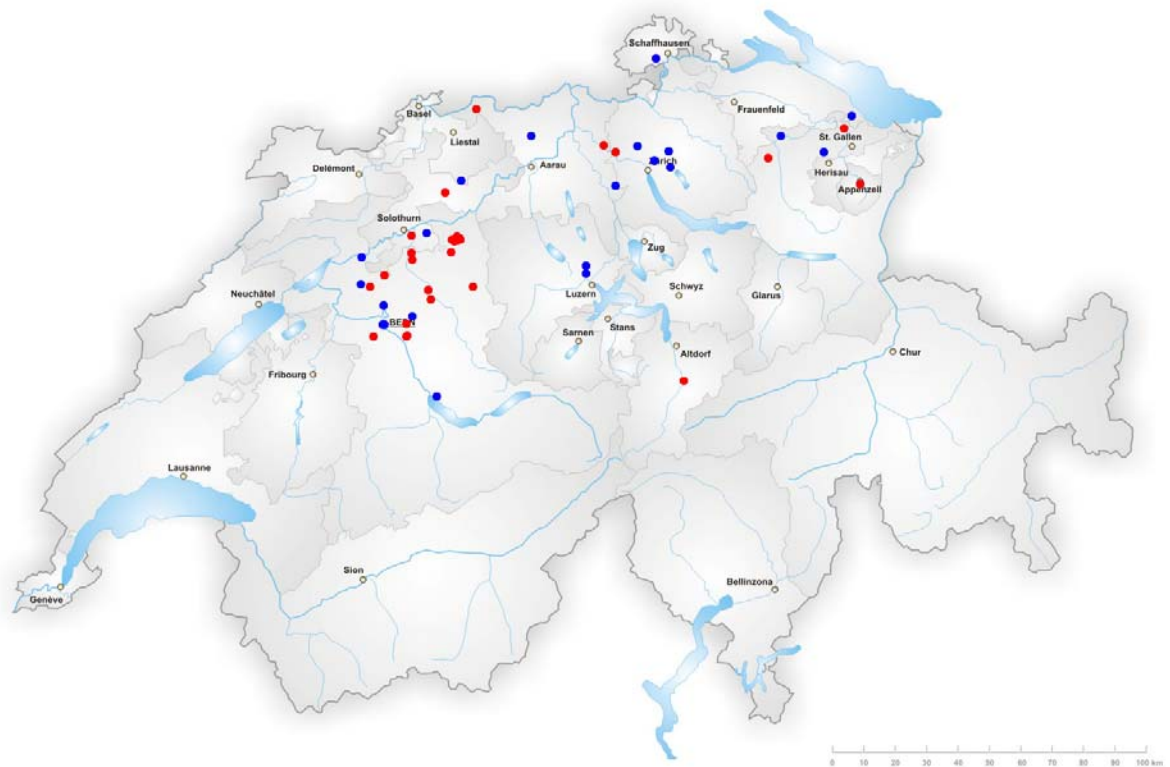 Schaffhausen
Basel
Frauenfeld
Liestal
St. Gallen
Aarau
Zürich
Delémont
Herisau
Appenzell
Solothurn
Zug
Neuchâtel
Luzern
Schwyz
Glarus
BERN
Stans
Sarnen
Altdorf
Chur
Fribourg
Lausanne
Sion
Bellinzona
Genève
0 10 20 30 40 50 60 70 80 90 100 km